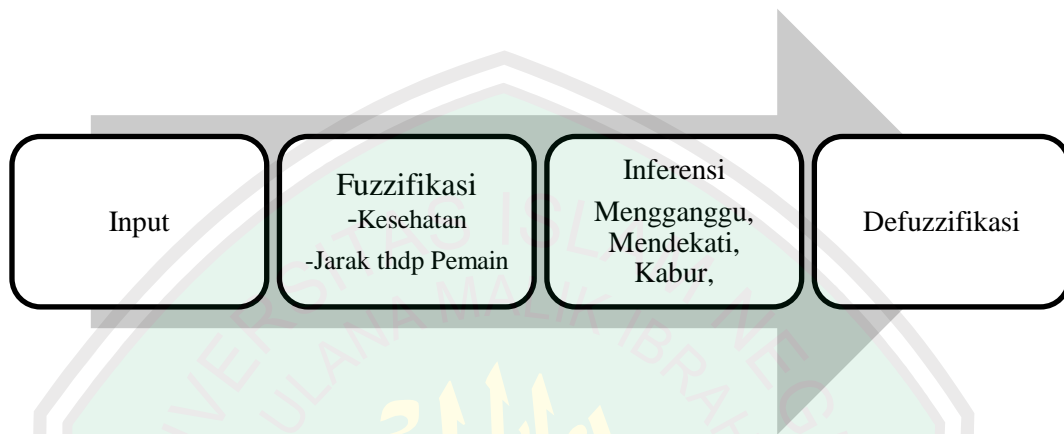 Input
Fuzzifikasi
-Kesehatan
-Jarak thdp Pemain
Inferensi
Mengganggu,
Mendekati,
Kabur,
Defuzzifikasi